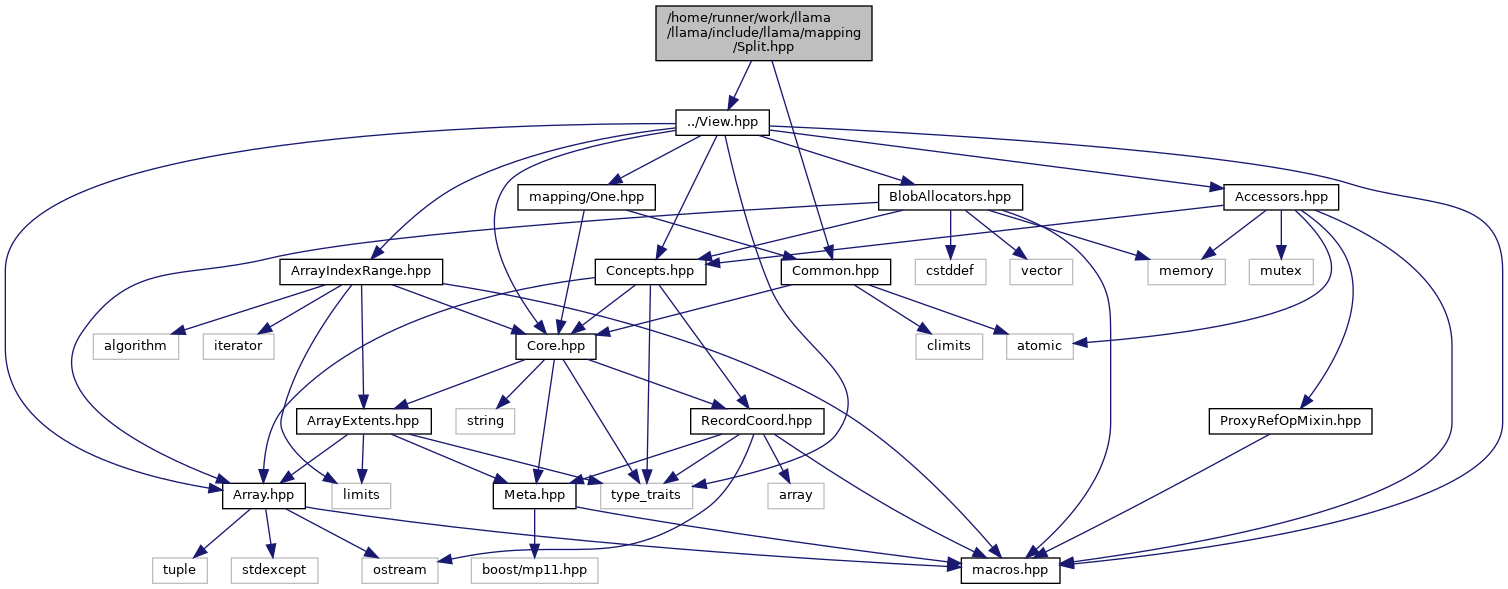 /home/runner/work/llama
/llama/include/llama/mapping
/Split.hpp
../View.hpp
mapping/One.hpp
BlobAllocators.hpp
Accessors.hpp
ArrayIndexRange.hpp
Concepts.hpp
Common.hpp
cstddef
vector
memory
mutex
algorithm
iterator
Core.hpp
climits
atomic
ArrayExtents.hpp
string
RecordCoord.hpp
ProxyRefOpMixin.hpp
Array.hpp
limits
Meta.hpp
type_traits
array
tuple
stdexcept
ostream
boost/mp11.hpp
macros.hpp